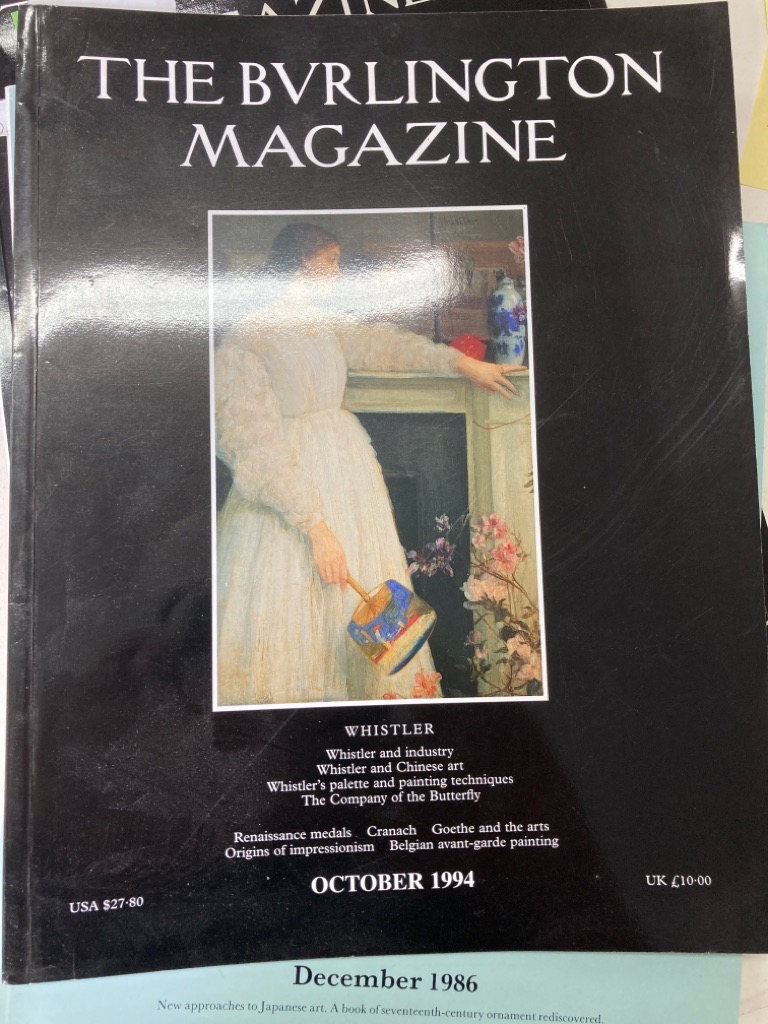 THE BVRLINGTON
MAGAZINE
WHISTLER
Whistler and industry
Whistler and Chinese art
Whistler's palette and painting techniques
The Company of the Butterfly
Renaissance medals Cranach Goethe and the arts
Origins of impressionism Belgian avant-garde painting
OCTOBER 1994
USA $27·80
UK £10·00
December 1986
New approaches to Japanese art. A book of seventeenth-century ornament rediscovered.